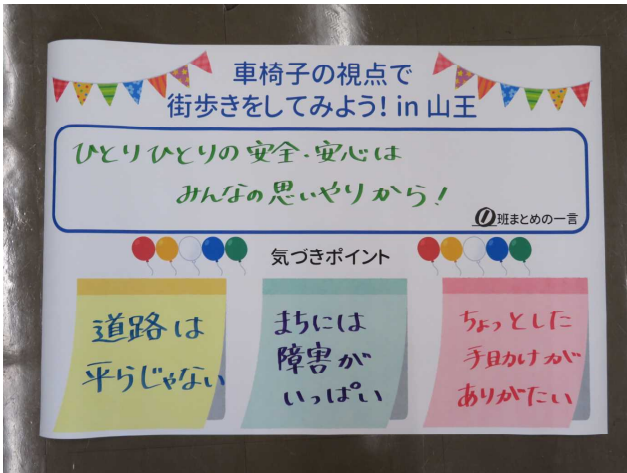 車椅子の視点で
街歩きをしてみよう! in 山王
ひとりひとりの安全・安心は
みんなの思いやりから!
班まとめの一言
気づきポイント
道路は
平らじゃない
まちには
障害が
いっぱい
ちょっとした
手助けが
ありがたい